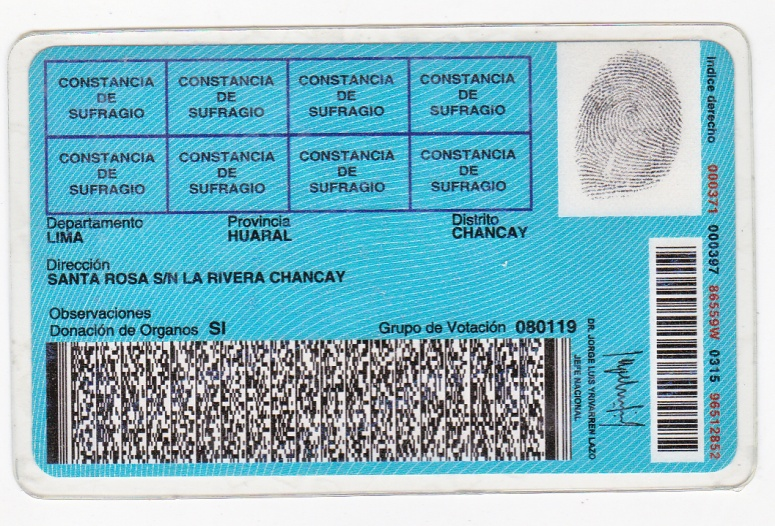 CONSTANCIA DE SUFRAGIO
CONSTANCIA DE SUFRAGIO
CONSTANCIA DE SUFRAGIO
CONSTANCIA DE SUFRAGIO
CONSTANCIA DE SUFRAGIO
CONSTANCIA DE SUFRAGIO
CONSTANCIA DE SUFRAGIO
CONSTANCIA DE SUFRAGIO
Departamento Provincia Distrito
LIMA HUARAL CHANCAY
Dirección
SANTA ROSA S/N LA RIVERA CHANCAY
Observaciones
Donación de Organos SI Grupo de Votación 080119
DR. JORGE LUIS YRIVARREN LAZO
JEFE NACIONAL
Indice derecho 000371 000397 86559W 0315 96512852